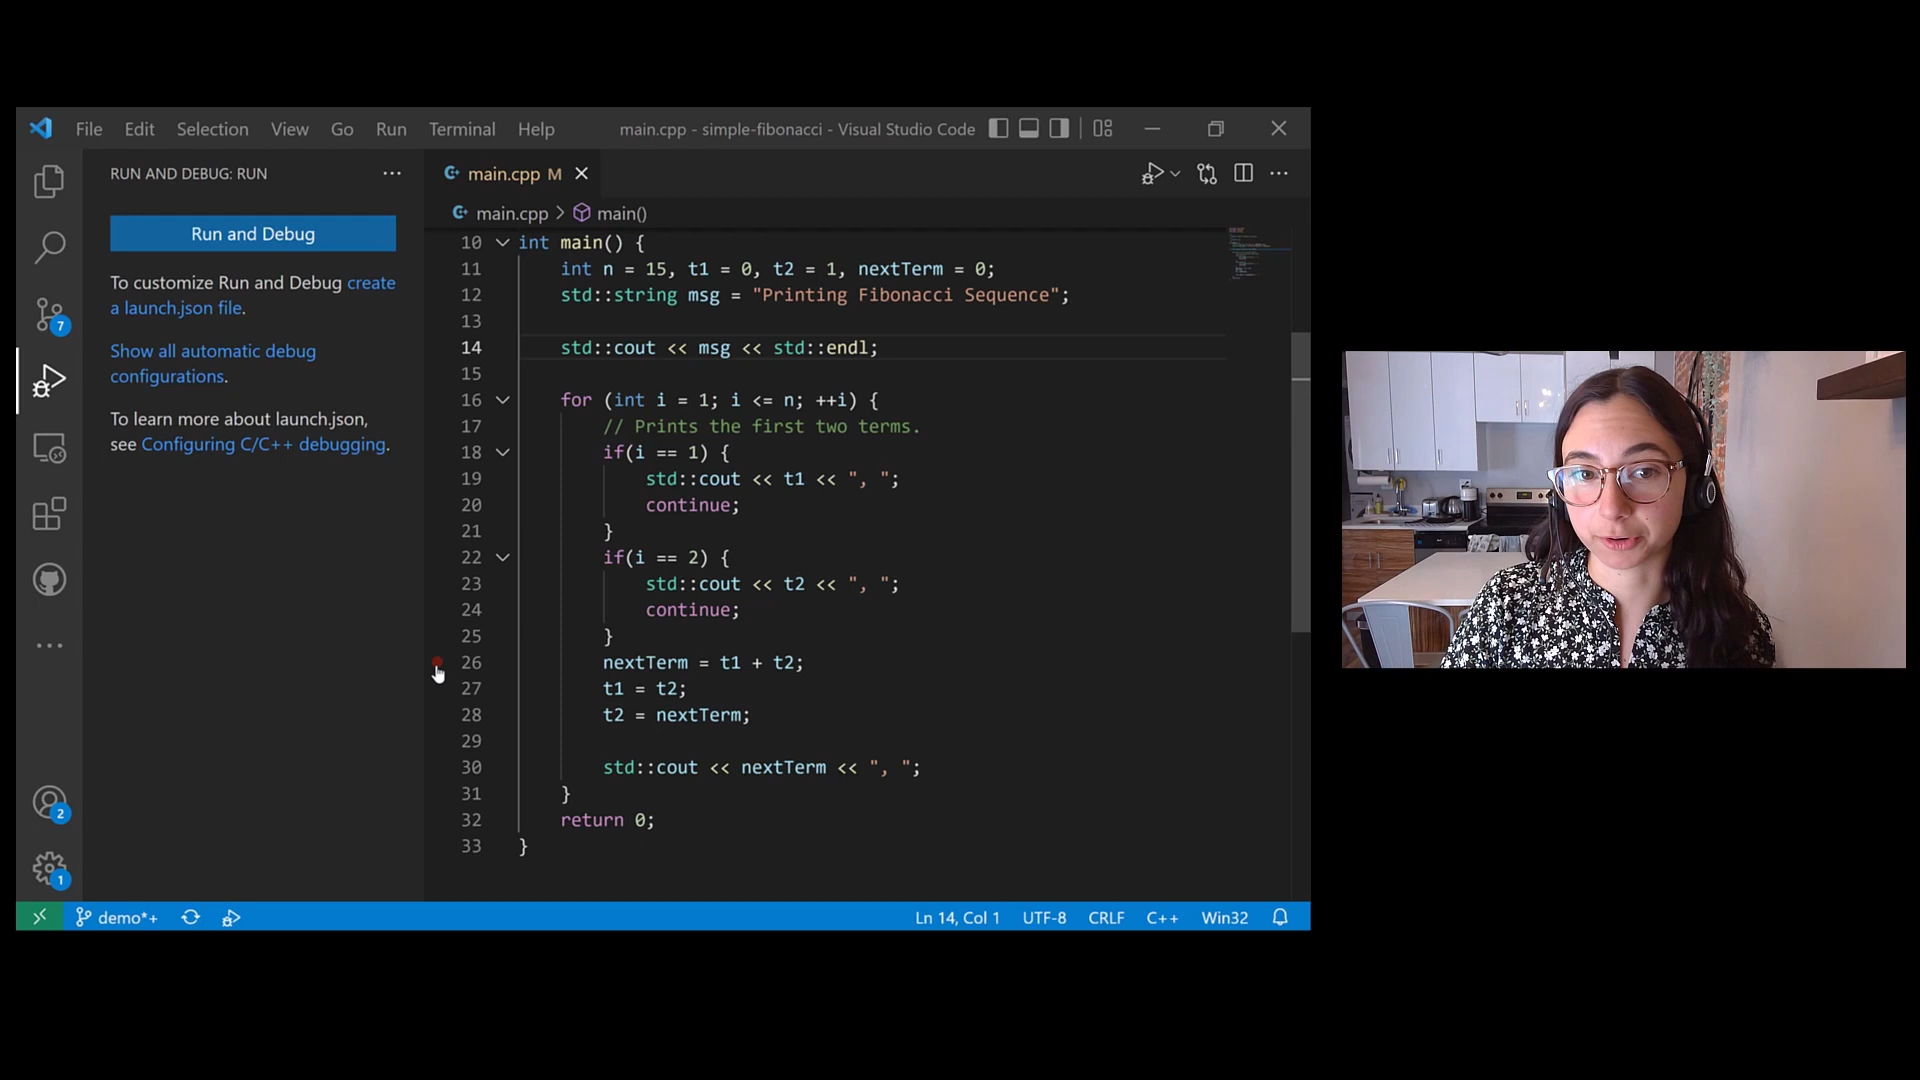 File Edit Selection View Go Run Terminal Help main.cpp - simple-fibonacci - Visual Studio Code
RUN AND DEBUG: RUN
Run and Debug
To customize Run and Debug create
a launch.json file.
Show all automatic debug
configurations.
To learn more about launch.json,
see Configuring C/C++ debugging.
7
2
1
main.cpp M
main.cpp > main()
10 int main() {
11 int n = 15, t1 = 0, t2 = 1, nextTerm = 0;
12 std::string msg = "Printing Fibonacci Sequence";
13
14 std::cout << msg << std::endl;
15
16 for (int i = 1; i <= n; ++i) {
17 // Prints the first two terms.
18 if(i == 1) {
19 std::cout << t1 << ", ";
20 continue;
21 }
22 if(i == 2) {
23 std::cout << t2 << ", ";
24 continue;
25 }
26 nextTerm = t1 + t2;
27 t1 = t2;
28 t2 = nextTerm;
29
30 std::cout << nextTerm << ", ";
31 }
32 return 0;
33 }
demo*+ Ln 14, Col 1 UTF-8 CRLF C++ Win32